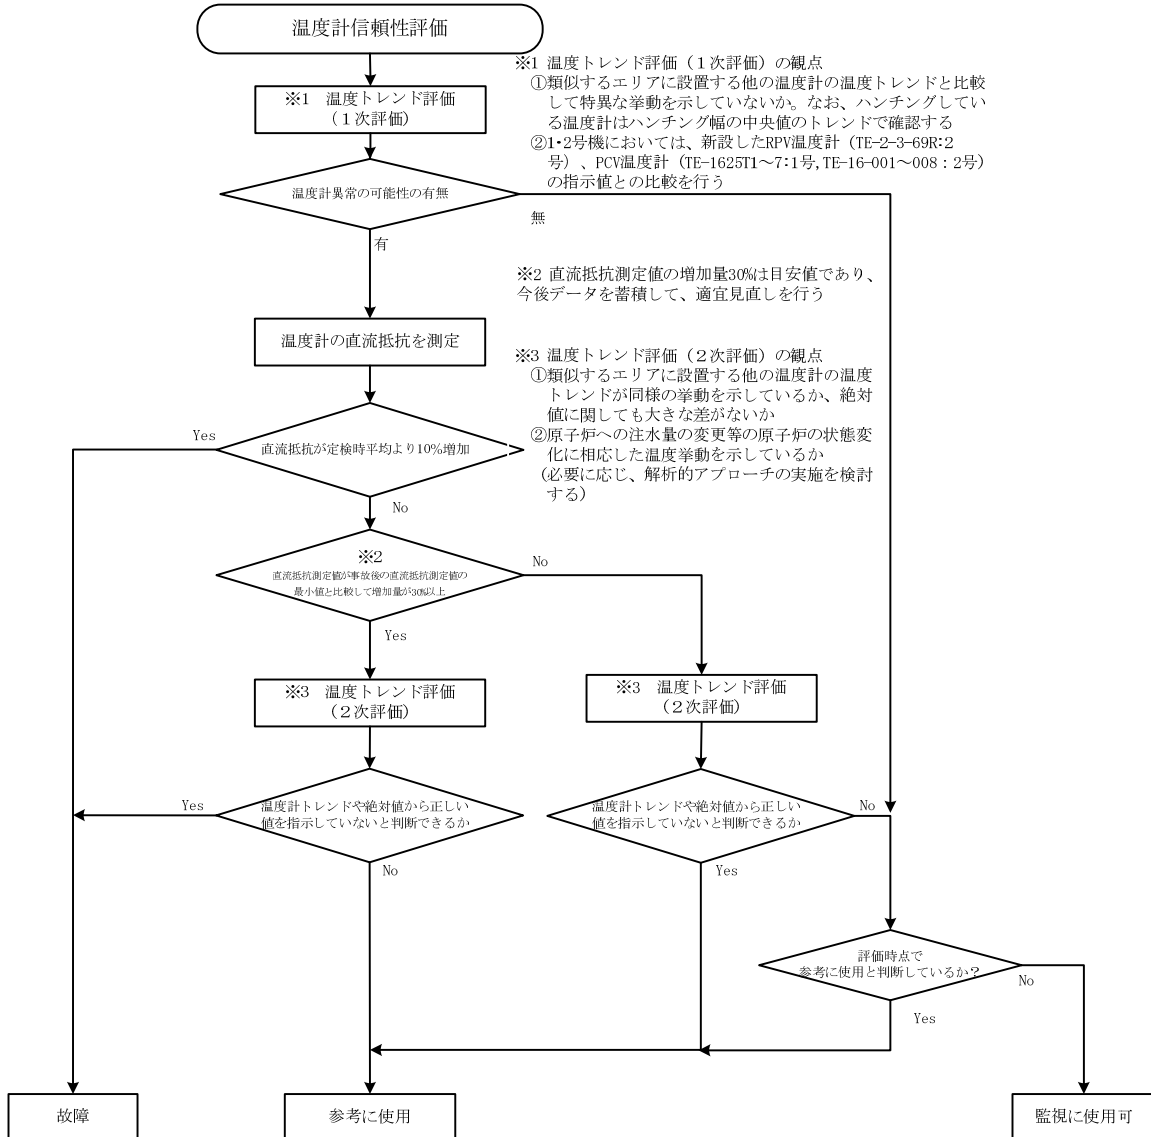 温度計信頼性評価
※1 温度トレンド評価（１次評価）の観点
①類似するエリアに設置する他の温度計の温度トレンドと比較
して特異な挙動を示していないか。なお、ハンチングしてい
る温度計はハンチング幅の中央値のトレンドで確認する
②1･2号機においては、新設したRPV温度計（TE-2-3-69R:2
号）、PCV温度計（TE-1625T1～7:1号,TE-16-001～008：2号）
の指示値との比較を行う
※1　温度トレンド評価
（１次評価）
温度計異常の可能性の有無
無
有
※2 直流抵抗測定値の増加量30%は目安値であり、
今後データを蓄積して、適宜見直しを行う
温度計の直流抵抗を測定
※3 温度トレンド評価（２次評価）の観点
①類似するエリアに設置する他の温度計の温度
トレンドが同様の挙動を示しているか、絶対
値に関しても大きな差がないか
②原子炉への注水量の変更等の原子炉の状態変
化に相応した温度挙動を示しているか
(必要に応じ、解析的アプローチの実施を検討
する)
Yes
直流抵抗が定検時平均より10%増加
No
※2
直流抵抗測定値が事故後の直流抵抗測定値の
最小値と比較して増加量が30%以上
No
Yes
※3　温度トレンド評価
（２次評価）
※3　温度トレンド評価
（２次評価）
Yes
温度計トレンドや絶対値から正しい
値を指示していないと判断できるか
No
温度計トレンドや絶対値から正しい
値を指示していないと判断できるか
No
Yes
評価時点で
参考に使用と判断しているか？
No
Yes
故障
参考に使用
監視に使用可